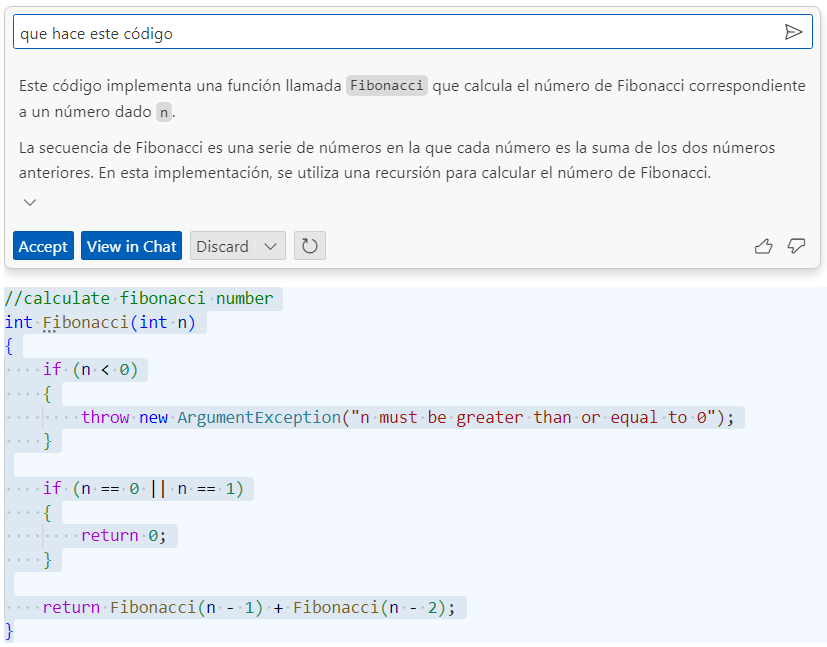 que hace este código
Este código implementa una función llamada Fibonacci que calcula el número de Fibonacci correspondiente
a un número dado n.
La secuencia de Fibonacci es una serie de números en la que cada número es la suma de los dos números
anteriores. En esta implementación, se utiliza una recursión para calcular el número de Fibonacci.
Accept View in Chat Discard
//calculate fibonacci number
int Fibonacci(int n)
{
    if (n < 0)
    {
        throw new ArgumentException("n must be greater than or equal to 0");
    }
    if (n == 0 || n == 1)
    {
        return 0;
    }
    return Fibonacci(n - 1) + Fibonacci(n - 2);
}